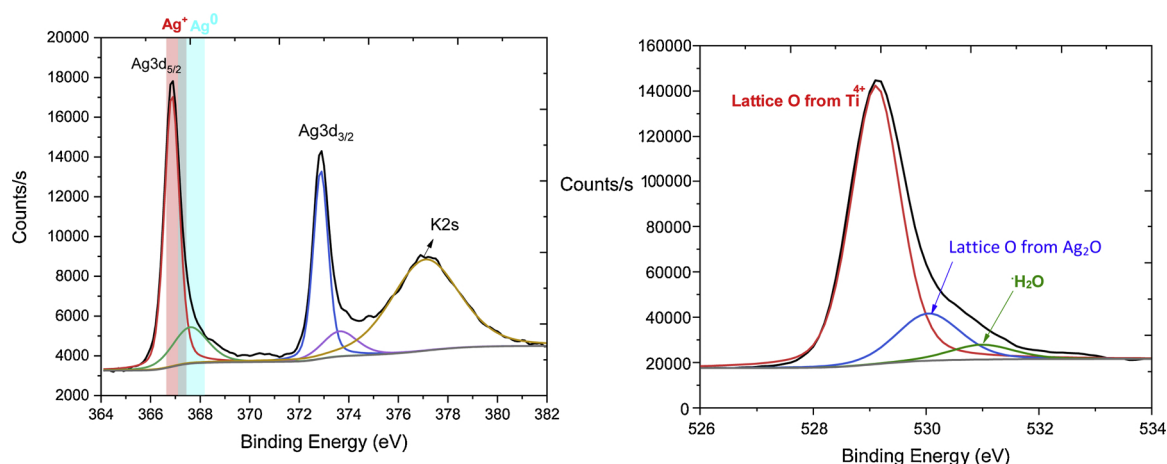 Ag⁺ Ag⁰
20000
18000
16000
14000
12000
10000
8000
6000
4000
2000
Counts/s
Ag3d₅/₂
Ag3d₃/₂
K2s
364 366 368 370 372 374 376 378 380 382
Binding Energy (eV)
160000
140000
120000
100000
80000
60000
40000
20000
0
Counts/s
Lattice O from Ti⁴⁺
Lattice O from Ag₂O
H₂O
526 528 530 532 534
Binding Energy (eV)